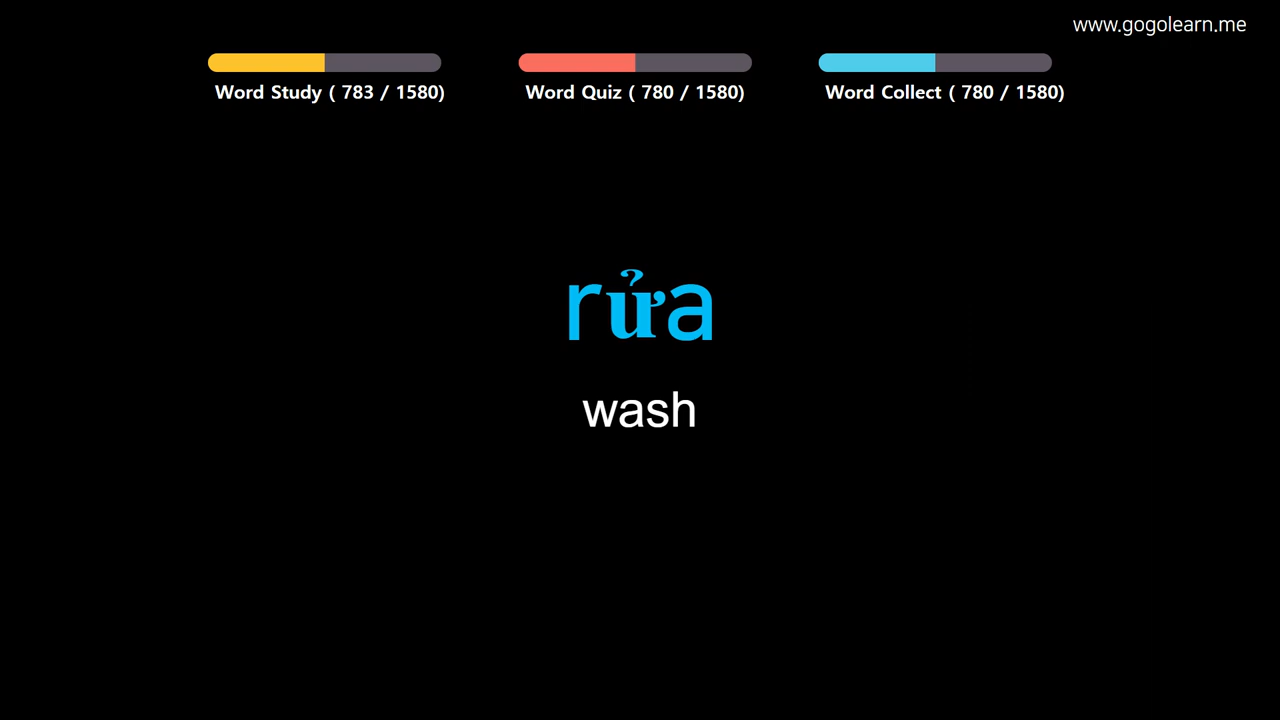 www.gogolearn.me
Word Study ( 783 / 1580)
Word Quiz ( 780 / 1580)
Word Collect ( 780 / 1580)
rửa
wash